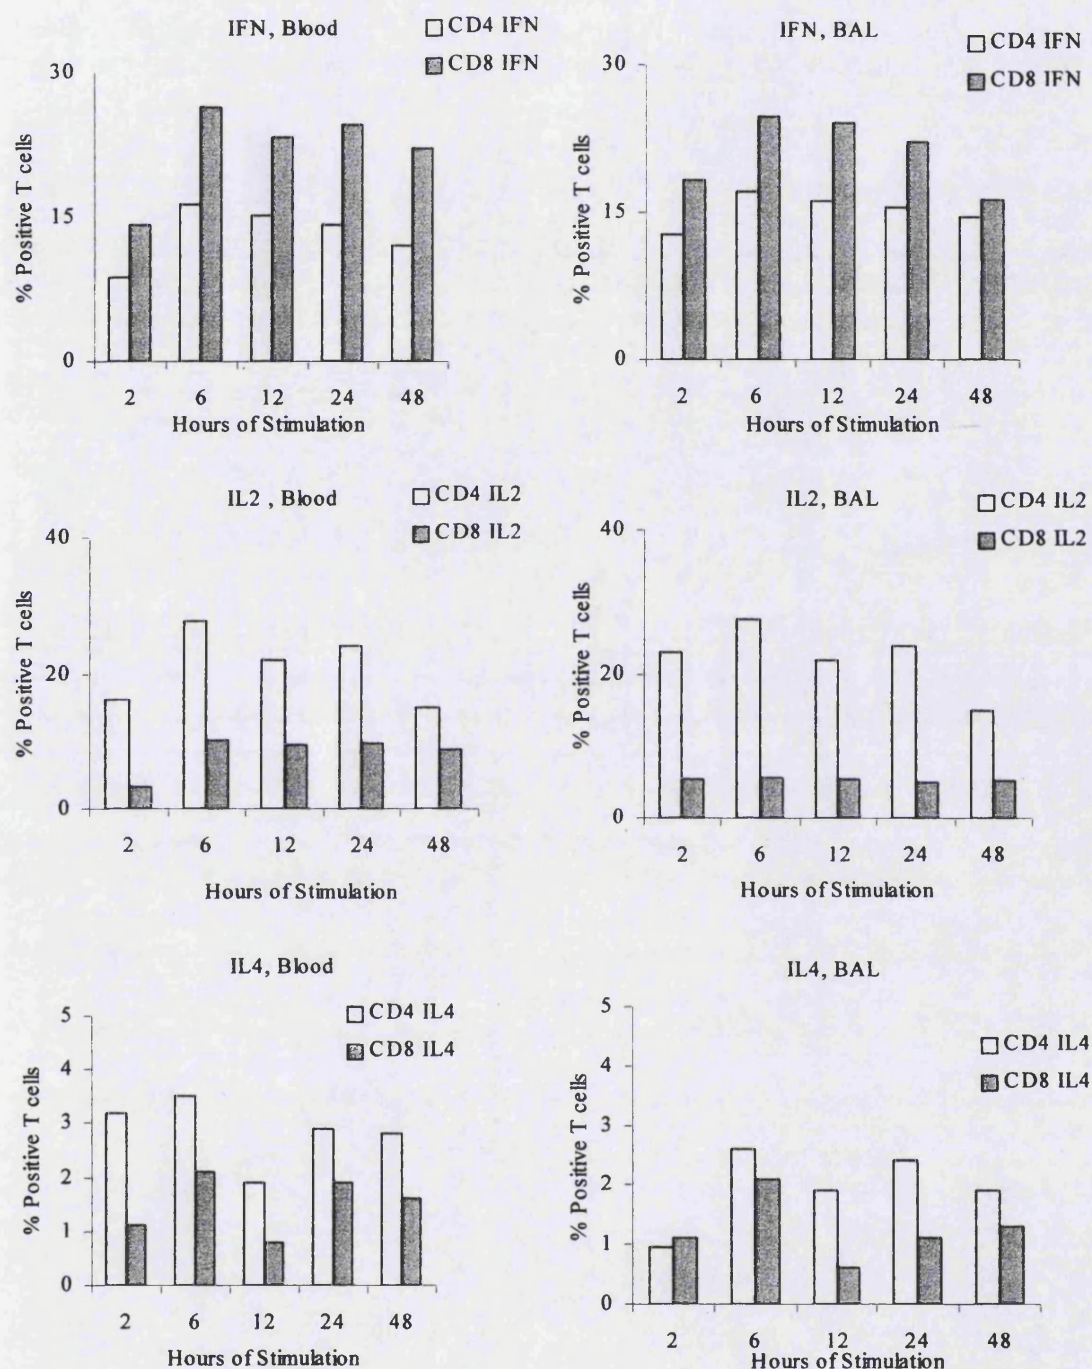 IFN, Blood
CD4 IFN
CD8 IFN
30
15
0
% Positive T cells
2 6 12 24 48
Hours of Stimulation
IFN, BAL
CD4 IFN
CD8 IFN
30
15
0
% Positive T cells
2 6 12 24 48
Hours of Stimulation
IL2 , Blood
CD4 IL2
CD8 IL2
40
20
0
% Positive T cells
2 6 12 24 48
Hours of Stimulation
IL2, BAL
CD4 IL2
CD8 IL2
40
20
0
% Positive T cells
2 6 12 24 48
Hours of Stimulation
IL4, Blood
CD4 IL4
CD8 IL4
5
4
3
2
1
0
% Positive T cells
2 6 12 24 48
Hours of Stimulation
IL4, BAL
CD4 IL4
CD8 IL4
5
4
3
2
1
0
% Positive T cells
2 6 12 24 48
Hours of Stimulation